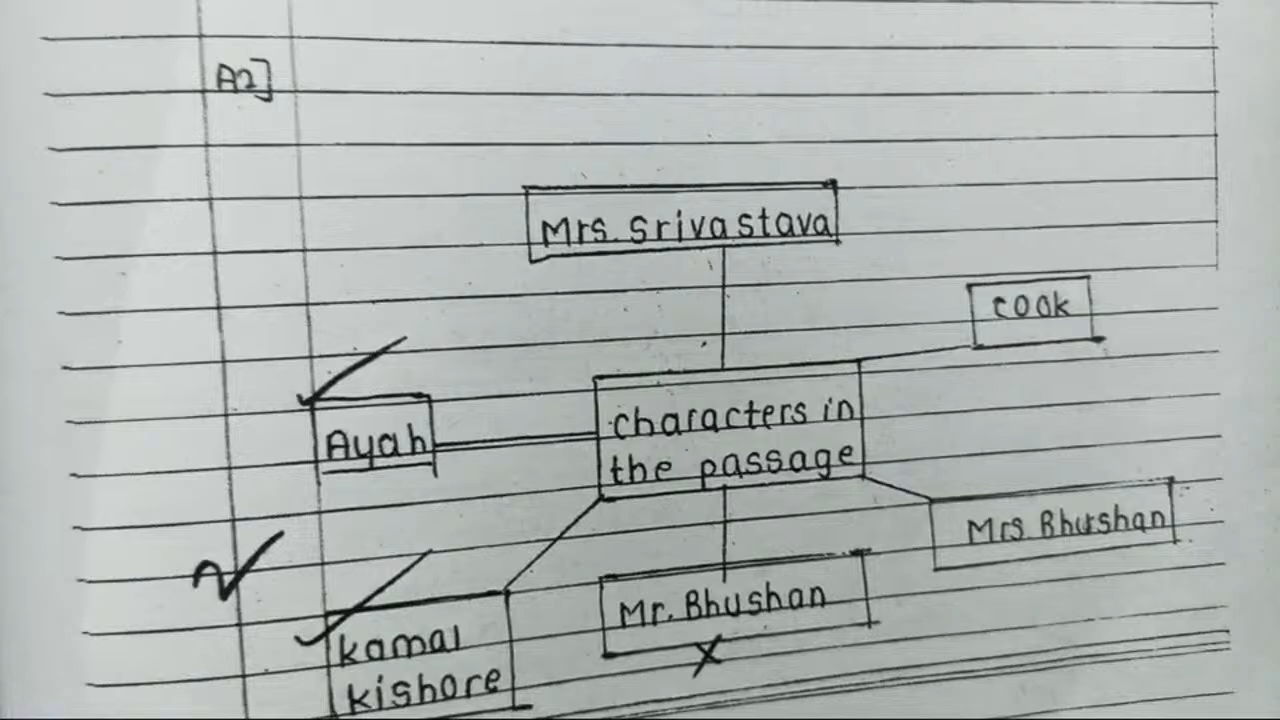 A2]
Mrs. Srivastava
cook
characters in
the passage
Ayah
Mrs. Bhushan
Mr. Bhushan
kamal
kishore